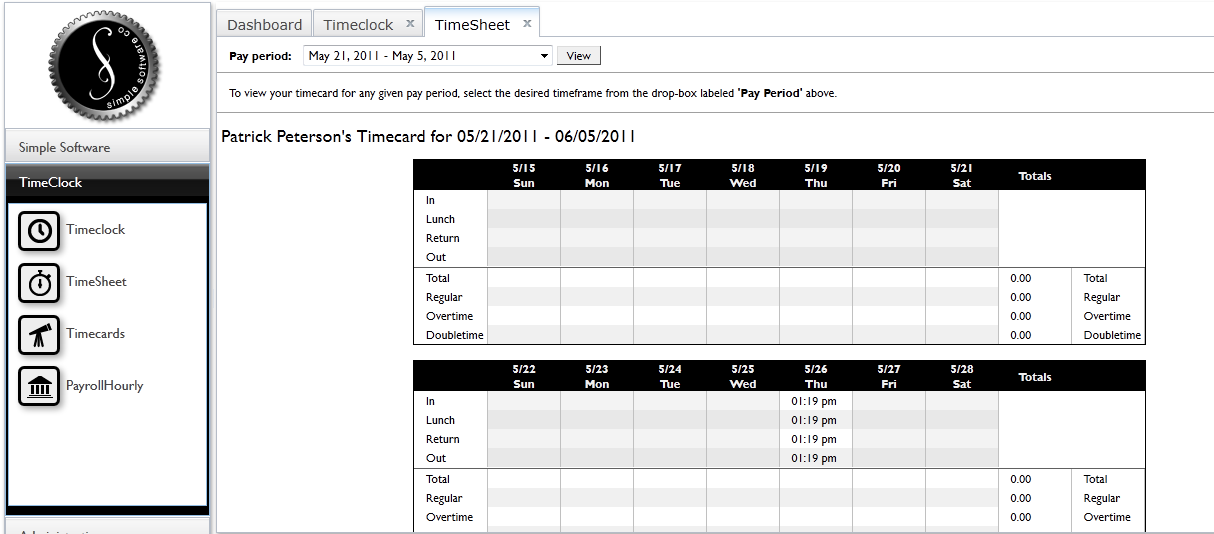 simple software co
Dashboard Timeclock x TimeSheet x
Pay period: May 21, 2011 - May 5, 2011 View
To view your timecard for any given pay period, select the desired timeframe from the drop-box labeled 'Pay Period' above.
Simple Software
TimeClock
Timeclock
TimeSheet
Timecards
PayrollHourly
Patrick Peterson's Timecard for 05/21/2011 - 06/05/2011
5/15 5/16 5/17 5/18 5/19 5/20 5/21
Sun Mon Tue Wed Thu Fri Sat Totals
In
Lunch
Return
Out
Total 0.00 Total
Regular 0.00 Regular
Overtime 0.00 Overtime
Doubletime 0.00 Doubletime
5/22 5/23 5/24 5/25 5/26 5/27 5/28
Sun Mon Tue Wed Thu Fri Sat Totals
In 01:19 pm
Lunch 01:19 pm
Return 01:19 pm
Out 01:19 pm
Total 0.00 Total
Regular 0.00 Regular
Overtime 0.00 Overtime